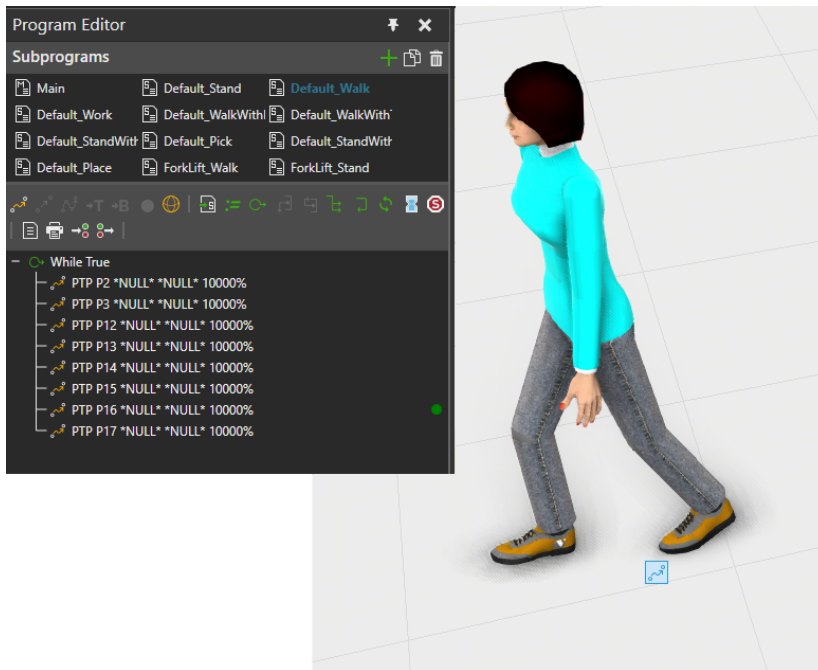 Program Editor
Subprograms
Main Default_Stand Default_Walk
Default_Work Default_WalkWithI Default_WalkWith
Default_StandWith Default_Pick Default_StandWith
Default_Place ForkLift_Walk ForkLift_Stand
→T →B
While True
PTP P2 *NULL* *NULL* 10000%
PTP P3 *NULL* *NULL* 10000%
PTP P12 *NULL* *NULL* 10000%
PTP P13 *NULL* *NULL* 10000%
PTP P14 *NULL* *NULL* 10000%
PTP P15 *NULL* *NULL* 10000%
PTP P16 *NULL* *NULL* 10000%
PTP P17 *NULL* *NULL* 10000%